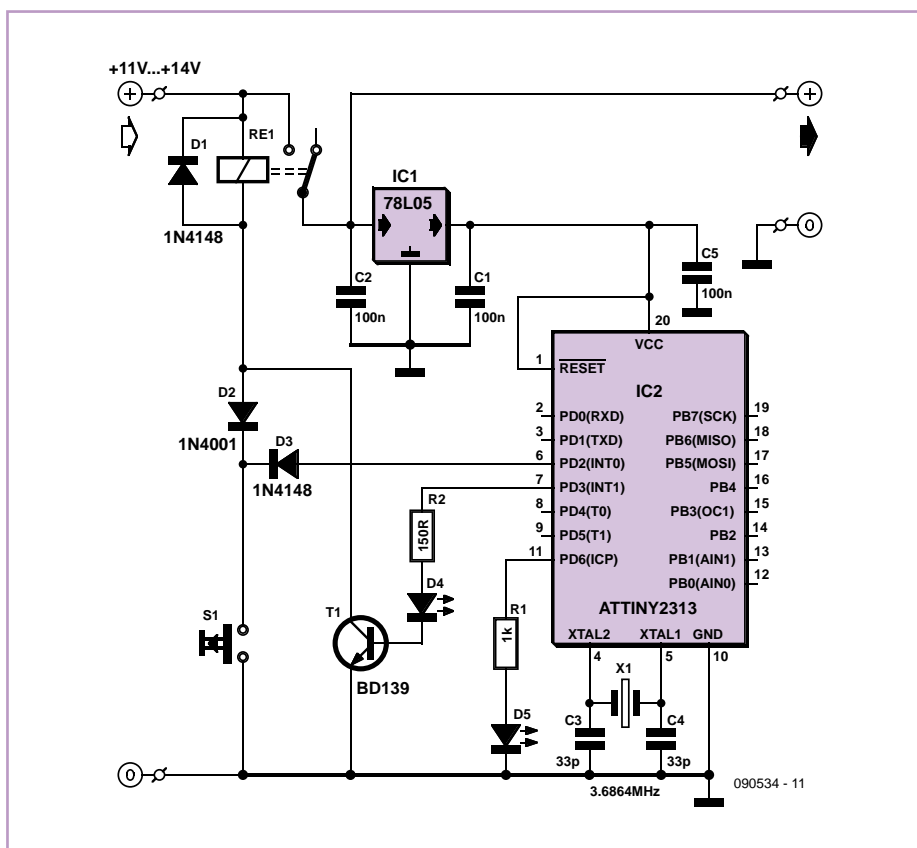 +11V...+14V
RE1
D1
1N4148
IC1
78L05
C2
100n
C1
100n
C5
100n
0
20
VCC
1 RESET
IC2
2 PD0(RXD)
3 PD1(TXD)
6 PD2(INT0)
7 PD3(INT1)
8 PD4(T0)
9 PD5(T1)
11 PD6(ICP)
PB7(SCK) 19
PB6(MISO) 18
PB5(MOSI) 17
PB4 16
PB3(OC1) 15
PB2 14
PB1(AIN1) 13
PB0(AIN0) 12
ATTINY2313
XTAL2 XTAL1 GND
4 5 10
D2
1N4001
D3
1N4148
R2
150R
D4
T1
BD139
S1
R1
1k
D5
X1
C3
33p
C4
33p
3.6864MHz
0
090534 - 11